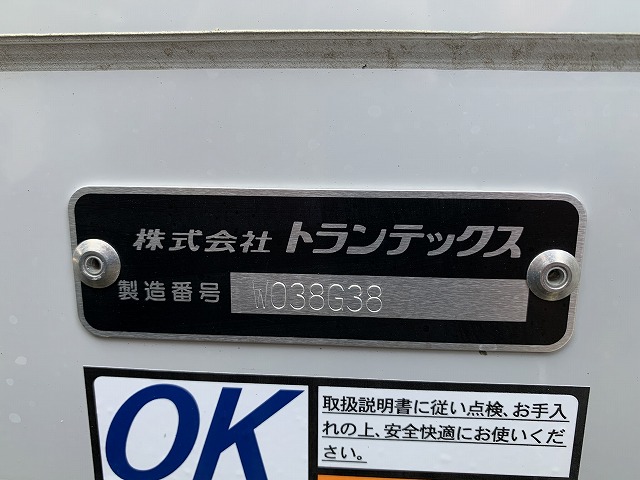 株式会社 トランテックス
製造番号 W038G38
OK
取扱説明書に従い点検、お手入
れの上、安全快適にお使いくだ
さい。